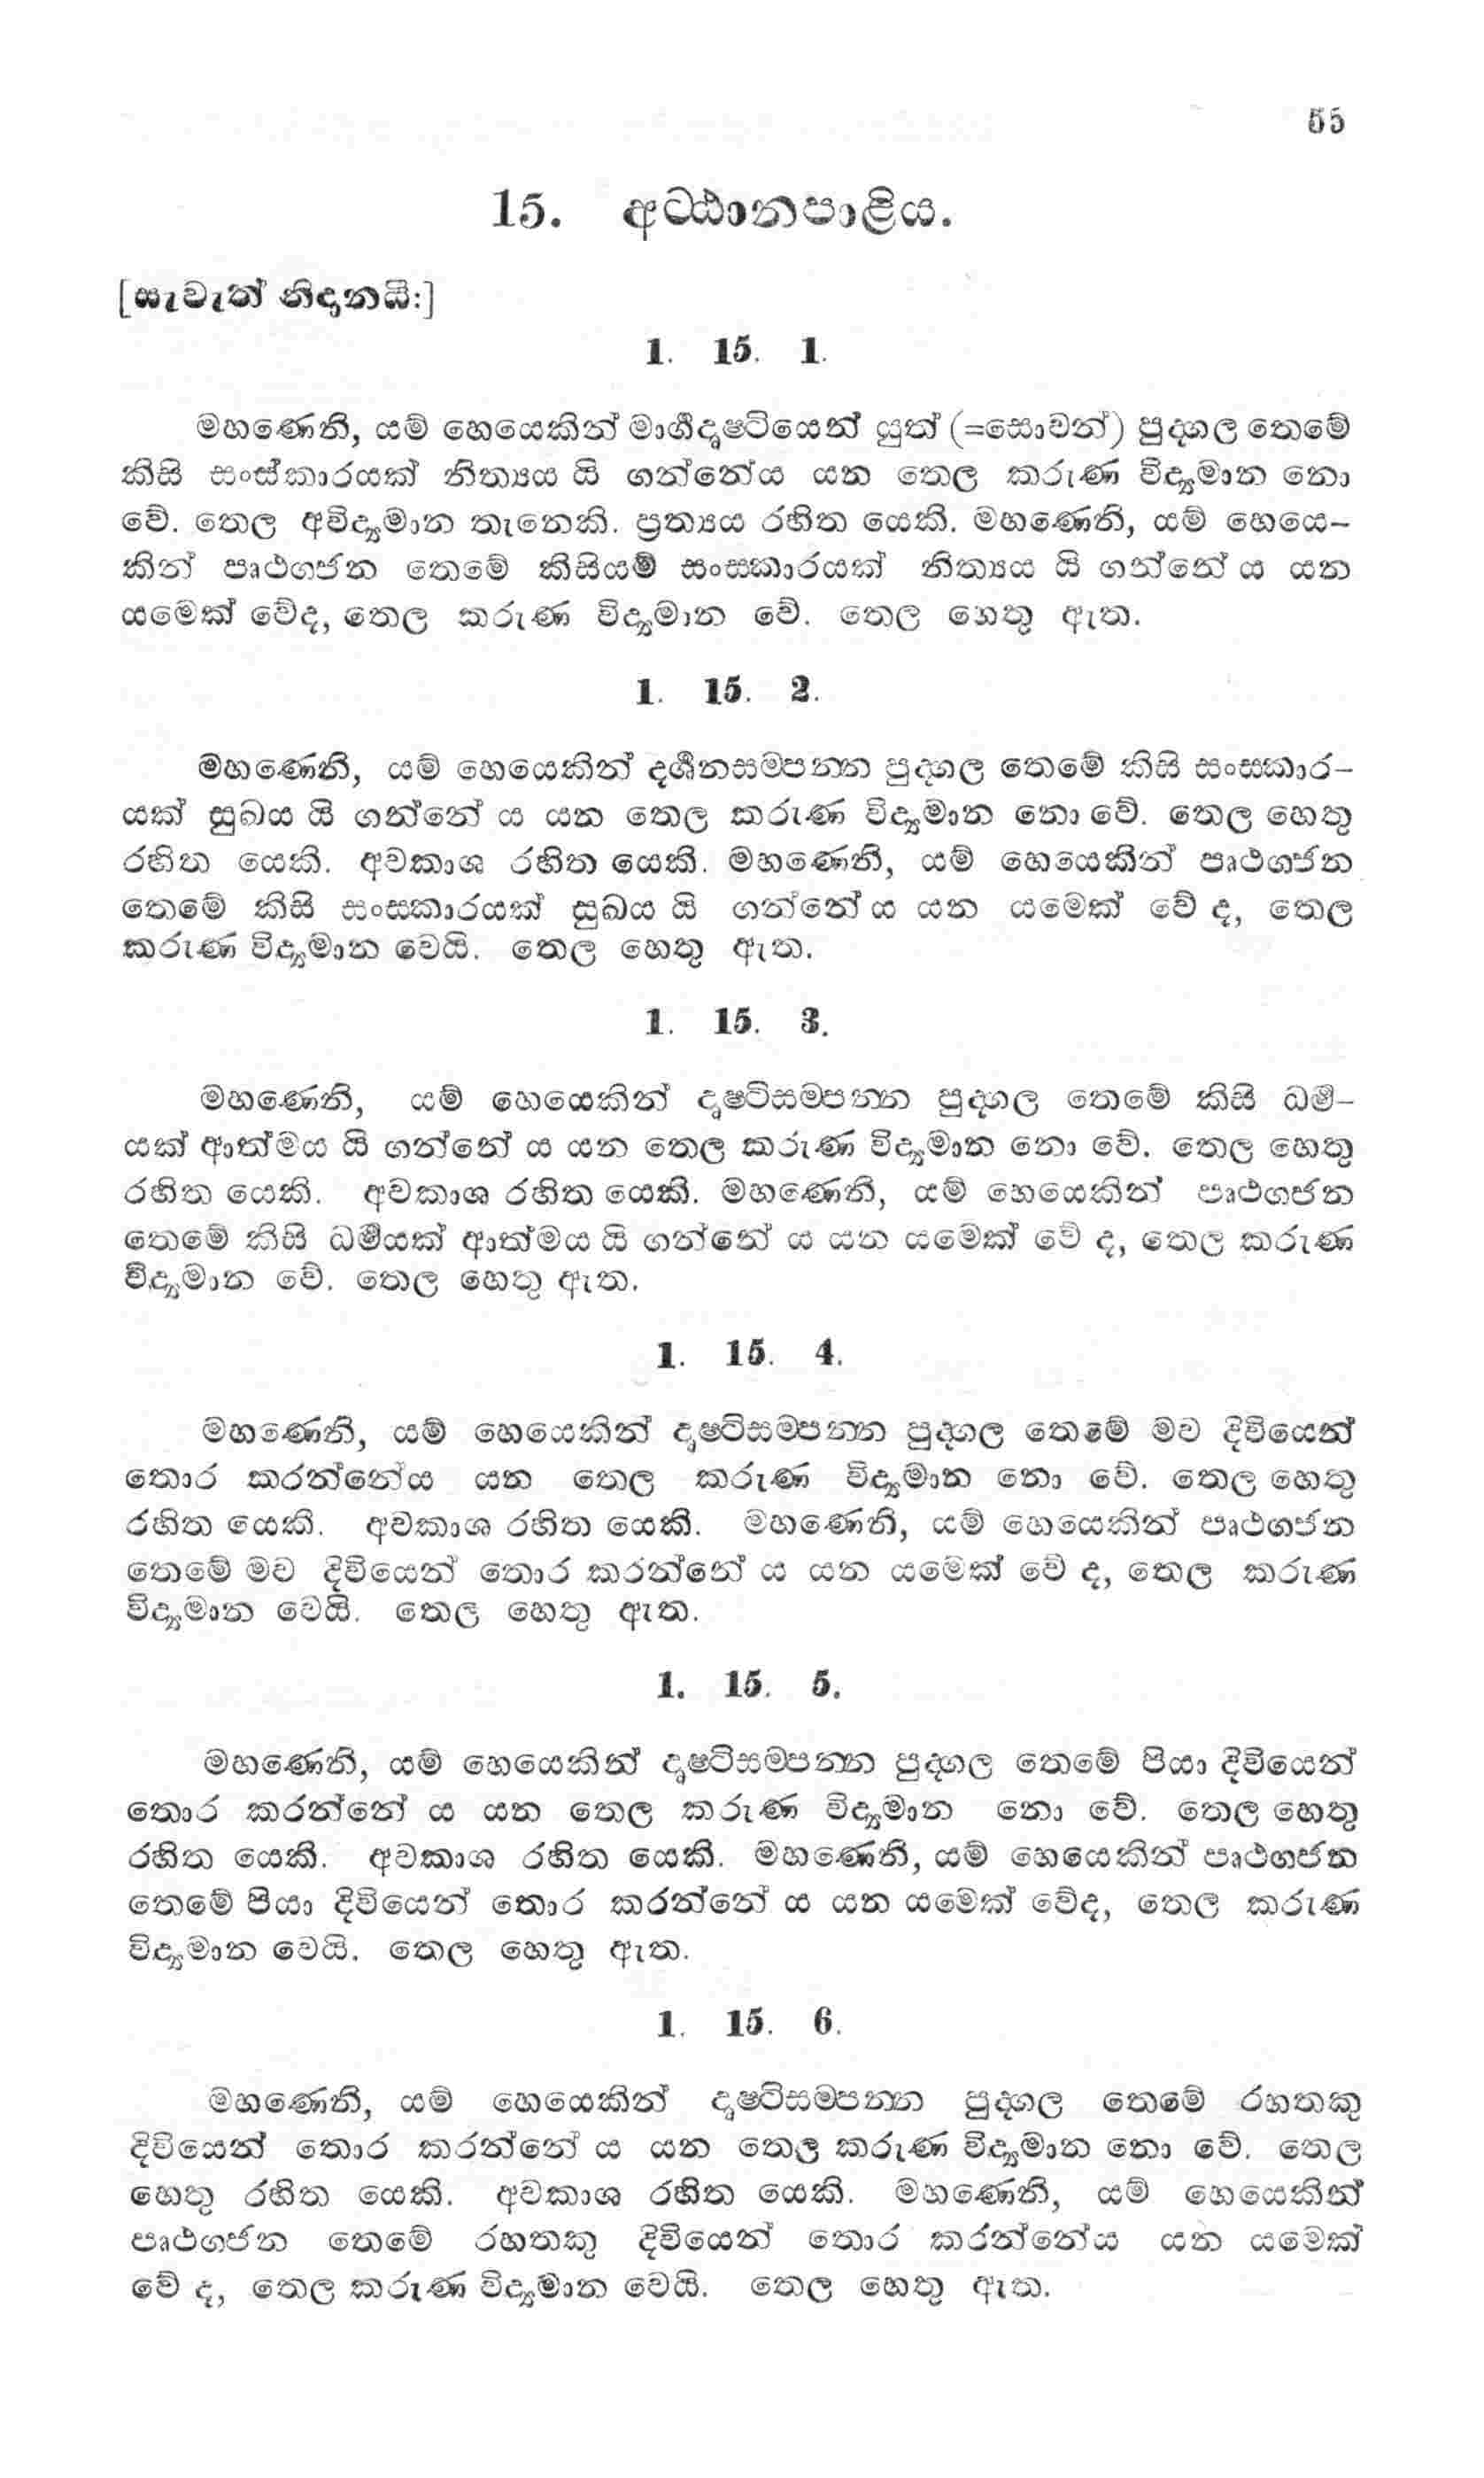 55
15. අට්ඨානපාළිය.
[සැවැත් නිදානයි:]
1. 15. 1.
මහණෙනි, යම් හෙයෙකින් මාර්ගදෘෂ්ටියෙන් යුත් (=සොවන්) පුද්ගල තෙමේ
කිසි සංස්කාරයක් නිත්‍යය යි ගන්නේය යන තෙල කරුණ විද්‍යමාන නො
වේ. තෙල අවිද්‍යමාන තැනෙකි. ප්‍රත්‍යය රහිත යෙකි. මහණෙනි, යම් හෙයෙ-
කින් පෘථග්ජන තෙමේ කිසියම් සංස්කාරයක් නිත්‍යය යි ගන්නේ ය යන
යමෙක් වේද, තෙල කරුණ විද්‍යමාන වේ. තෙල හෙතු ඇත.
1. 15. 2.
මහණෙනි, යම් හෙයෙකින් දර්ශනසම්පන්න පුද්ගල තෙමේ කිසි සංස්කාර-
යක් සුඛය යි ගන්නේ ය යන තෙල කරුණ විද්‍යමාන නො වේ. තෙල හෙතු
රහිත යෙකි. අවකාශ රහිත යෙකි. මහණෙනි, යම් හෙයෙකින් පෘථග්ජන
තෙමේ කිසි සංස්කාරයක් සුඛය යි ගන්නේ ය යන යමෙක් වේ ද, තෙල
කරුණ විද්‍යමාන වෙයි. තෙල හෙතු ඇත.
1. 15. 3.
මහණෙනි, යම් හෙයෙකින් දෘෂ්ටිසම්පන්න පුද්ගල තෙමේ කිසි ධර්ම-
යක් ආත්මය යි ගන්නේ ය යන තෙල කරුණ විද්‍යමාන නො වේ. තෙල හෙතු
රහිත යෙකි. අවකාශ රහිත යෙකි. මහණෙනි, යම් හෙයෙකින් පෘථග්ජන
තෙමේ කිසි ධර්මයක් ආත්මය යි ගන්නේ ය යන යමෙක් වේ ද, තෙල කරුණ
විද්‍යමාන වේ. තෙල හෙතු ඇත.
1. 15. 4.
මහණෙනි, යම් හෙයෙකින් දෘෂ්ටිසම්පන්න පුද්ගල තෙමේ මව දිවියෙන්
තොර කරන්නේය යන තෙල කරුණ විද්‍යමාන නො වේ. තෙල හෙතු
රහිත යෙකි. අවකාශ රහිත යෙකි. මහණෙනි, යම් හෙයෙකින් පෘථග්ජන
තෙමේ මව දිවියෙන් තොර කරන්නේ ය යන යමෙක් වේ ද, තෙල කරුණ
විද්‍යමාන වෙයි. තෙල හෙතු ඇත.
1. 15. 5.
මහණෙනි, යම් හෙයෙකින් දෘෂ්ටිසම්පන්න පුද්ගල තෙමේ පියා දිවියෙන්
තොර කරන්නේ ය යන තෙල කරුණ විද්‍යමාන නො වේ. තෙල හෙතු
රහිත යෙකි. අවකාශ රහිත යෙකි. මහණෙනි, යම් හෙයෙකින් පෘථග්ජන
තෙමේ පියා දිවියෙන් තොර කරන්නේ ය යන යමෙක් වේද, තෙල කරුණ
විද්‍යමාන වෙයි. තෙල හෙතු ඇත.
1. 15. 6.
මහණෙනි, යම් හෙයෙකින් දෘෂ්ටිසම්පන්න පුද්ගල තෙමේ රහතකු
දිවියෙන් තොර කරන්නේ ය යන තෙල කරුණ විද්‍යමාන නො වේ. තෙල
හෙතු රහිත යෙකි. අවකාශ රහිත යෙකි. මහණෙනි, යම් හෙයෙකින්
පෘථග්ජන තෙමේ රහතකු දිවියෙන් තොර කරන්නේය යන යමෙක්
වේ ද, තෙල කරුණ විද්‍යමාන වෙයි. තෙල හෙතු ඇත.